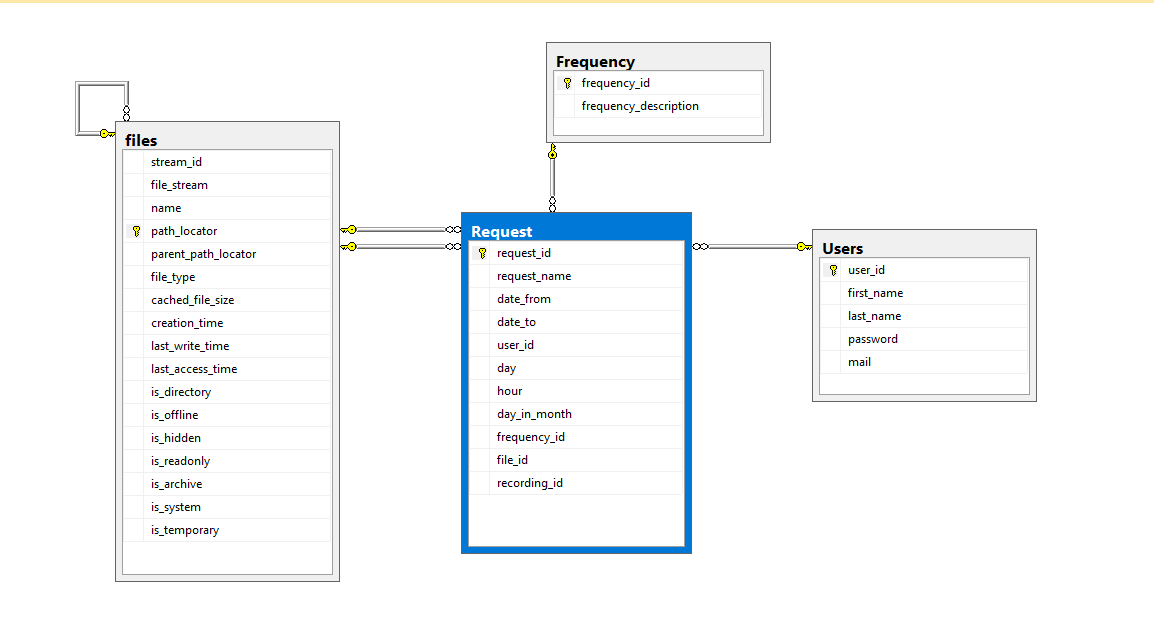 files
stream_id
file_stream
name
path_locator
parent_path_locator
file_type
cached_file_size
creation_time
last_write_time
last_access_time
is_directory
is_offline
is_hidden
is_readonly
is_archive
is_system
is_temporary
Frequency
frequency_id
frequency_description
Request
request_id
request_name
date_from
date_to
user_id
day
hour
day_in_month
frequency_id
file_id
recording_id
Users
user_id
first_name
last_name
password
mail